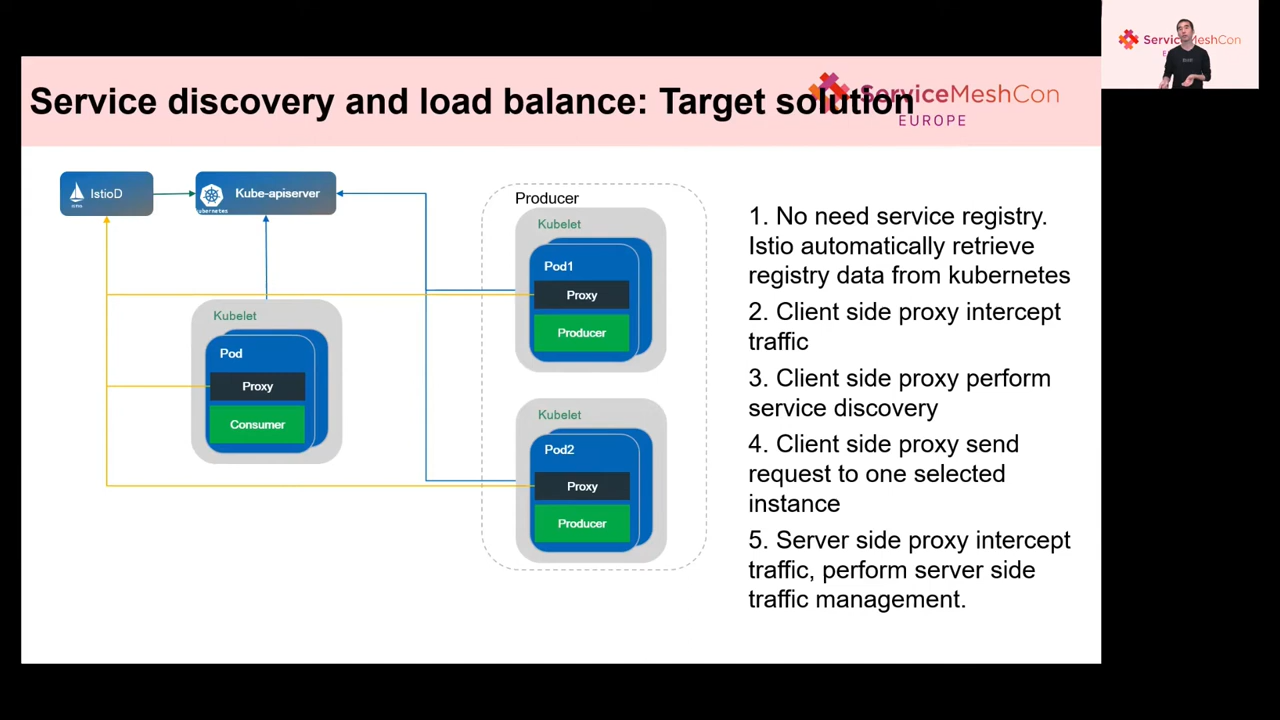 ServiceMeshCon
Service discovery and load balance: Target solution
ServiceMeshCon
EUROPE
IstioD
Kube-apiserver
kubernetes
Producer
Kubelet
Pod1
Proxy
Producer
Kubelet
Pod
Proxy
Consumer
Kubelet
Pod2
Proxy
Producer
1. No need service registry.
Istio automatically retrieve
registry data from kubernetes
2. Client side proxy intercept
traffic
3. Client side proxy perform
service discovery
4. Client side proxy send
request to one selected
instance
5. Server side proxy intercept
traffic, perform server side
traffic management.